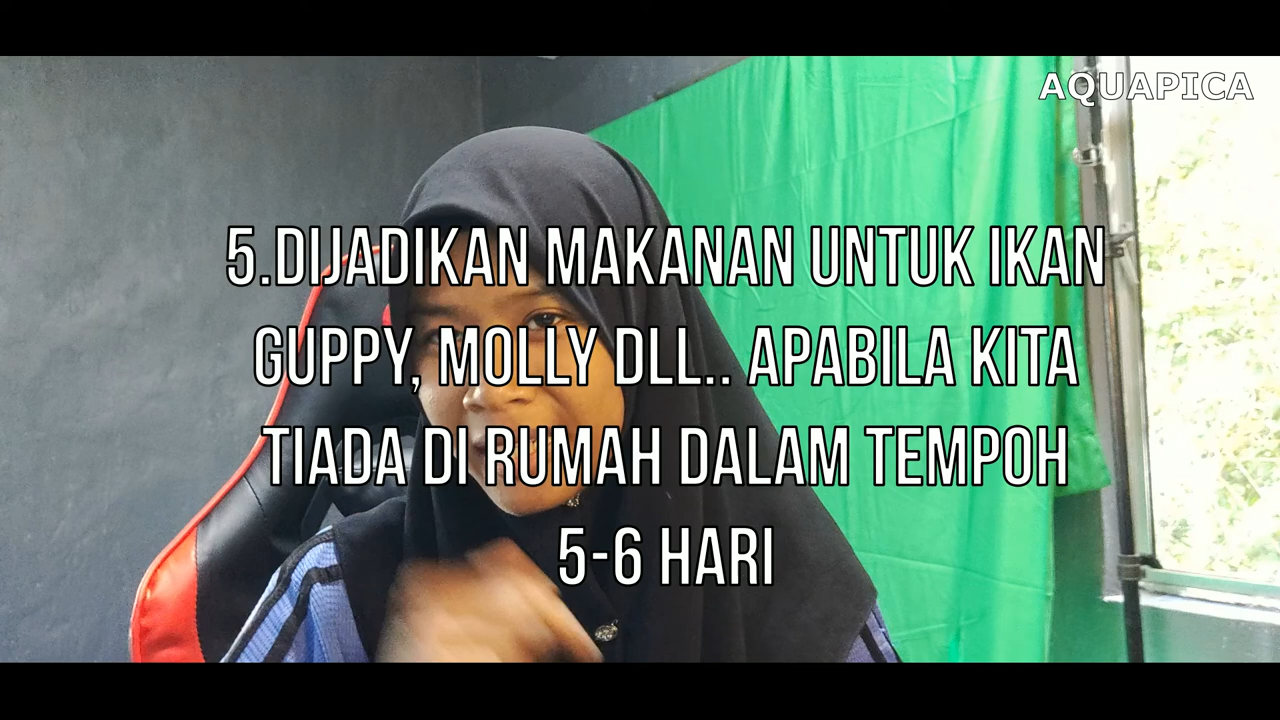 AQUAPICA
5.DIJADIKAN MAKANAN UNTUK IKAN
GUPPY, MOLLY DLL.. APABILA KITA
TIADA DI RUMAH DALAM TEMPOH
5-6 HARI